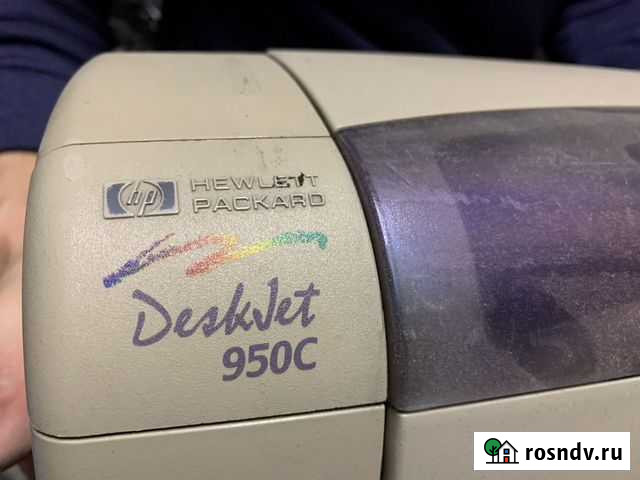 hp
HEWLETT
PACKARD
DeskJet
950C
rosndv.ru